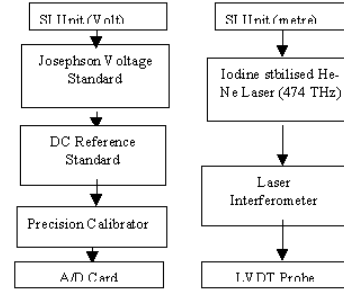 SI Unit (Volt)
Josephson Voltage
Standard
DC Reference
Standard
Precision Calibrator
A/D Card
SI Unit (metre)
Iodine stbilised He-
Ne Laser (474 THz)
Laser
Interferometer
LVDT Probe